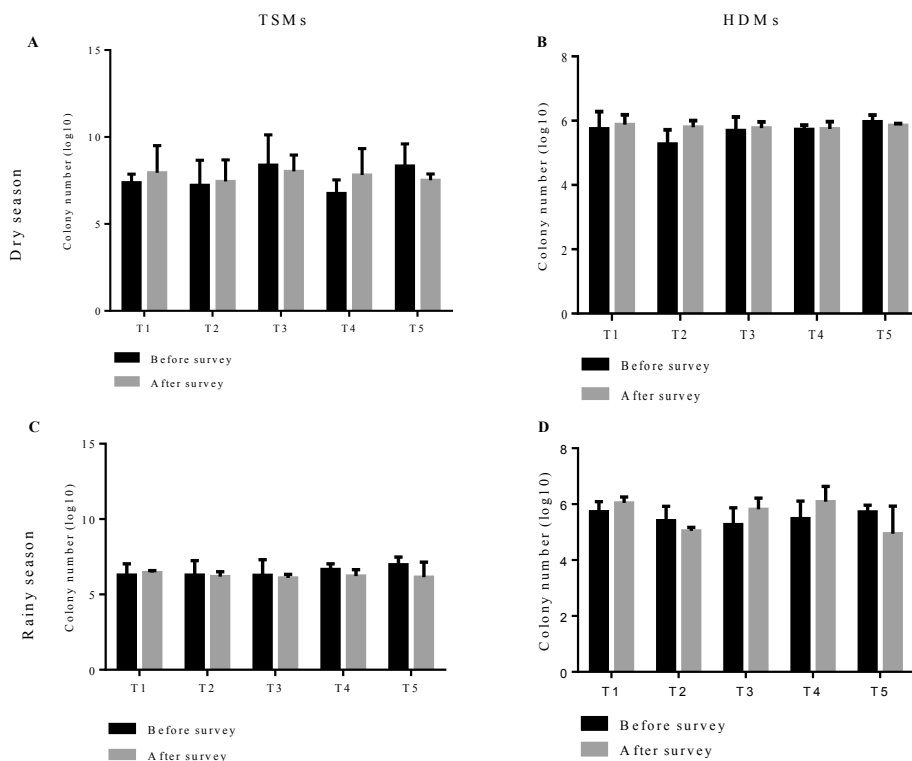 TSMs
HDMs
A
Dry season
Colony number (log10)
15
10
5
0
T1 T2 T3 T4 T5
Before survey
After survey
B
Colony number (log10)
8
6
4
2
0
T1 T2 T3 T4 T5
Before survey
After survey
C
Rainy season
Colony number (log10)
15
10
5
0
T1 T2 T3 T4 T5
Before survey
After survey
D
Colony number (log10)
8
6
4
2
0
T1 T2 T3 T4 T5
Before survey
After survey